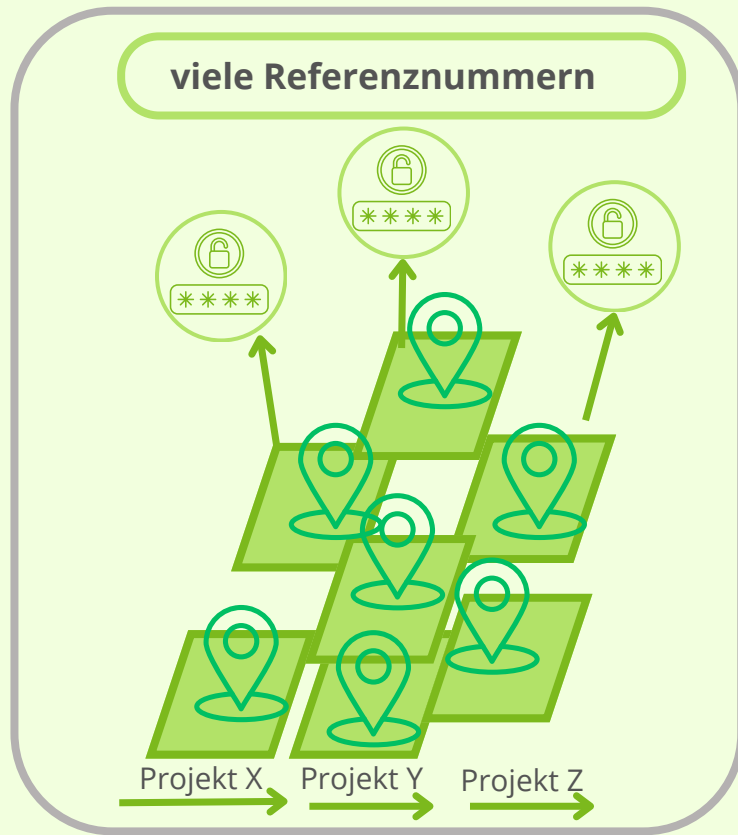 viele Referenznummern
****
****
****
Projekt X
Projekt Y
Projekt Z